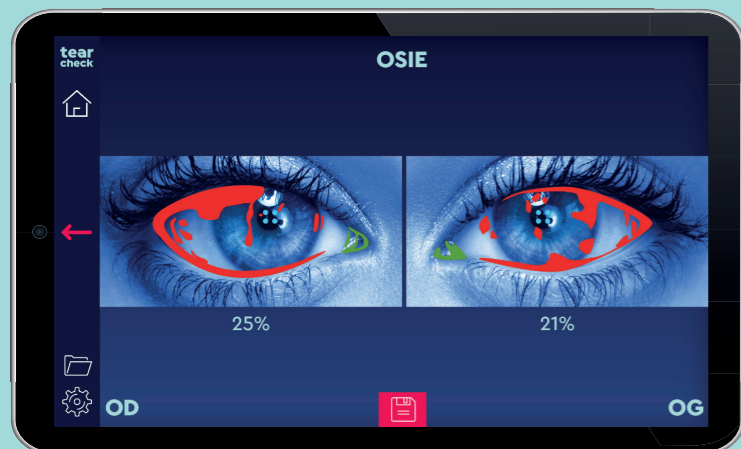 tear
check
OSIE
25%
21%
OD
OG